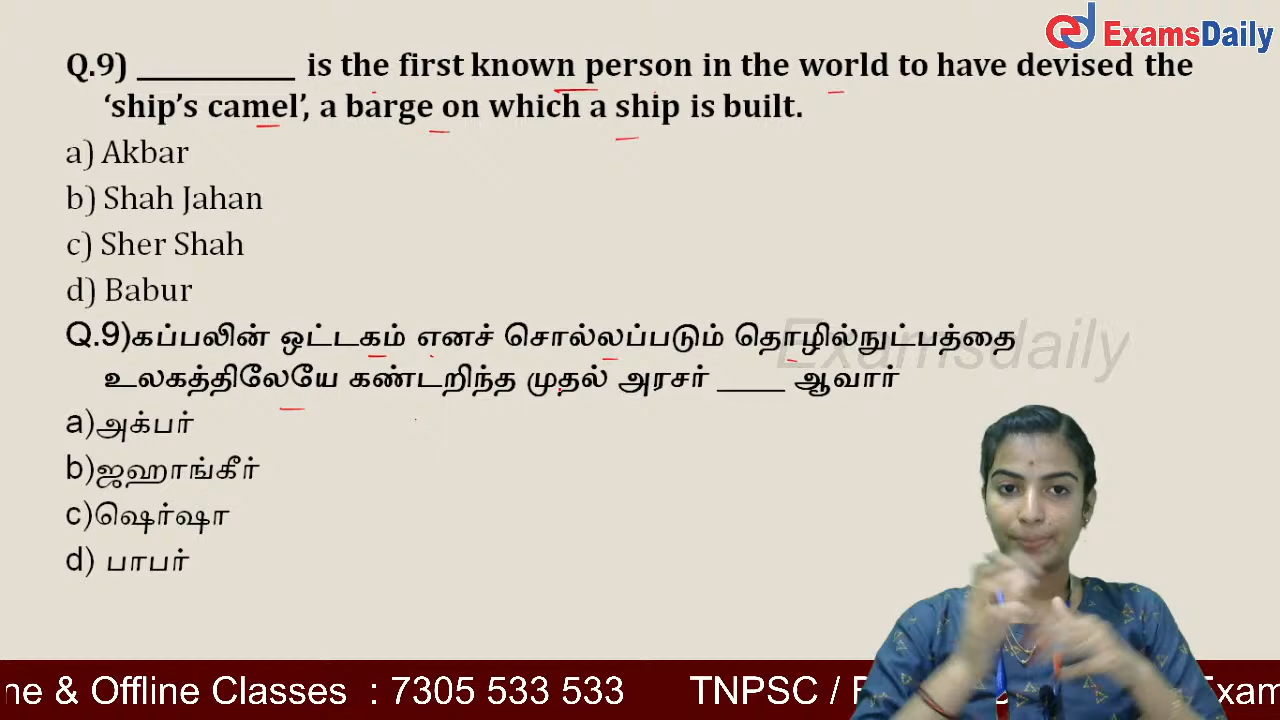 ExamsDaily
Q.9) ___________ is the first known person in the world to have devised the
‘ship’s camel’, a barge on which a ship is built.
a) Akbar
b) Shah Jahan
c) Sher Shah
d) Babur
Examsdaily
Q.9)கப்பலின் ஒட்டகம் எனச் சொல்லப்படும் தொழில்நுட்பத்தை
உலகத்திலேயே கண்டறிந்த முதல் அரசர் _____ ஆவார்
a)அக்பர்
b)ஜஹாங்கீர்
c)ஷெர்ஷா
d) பாபர்
ne & Offline Classes : 7305 533 533 TNPSC /